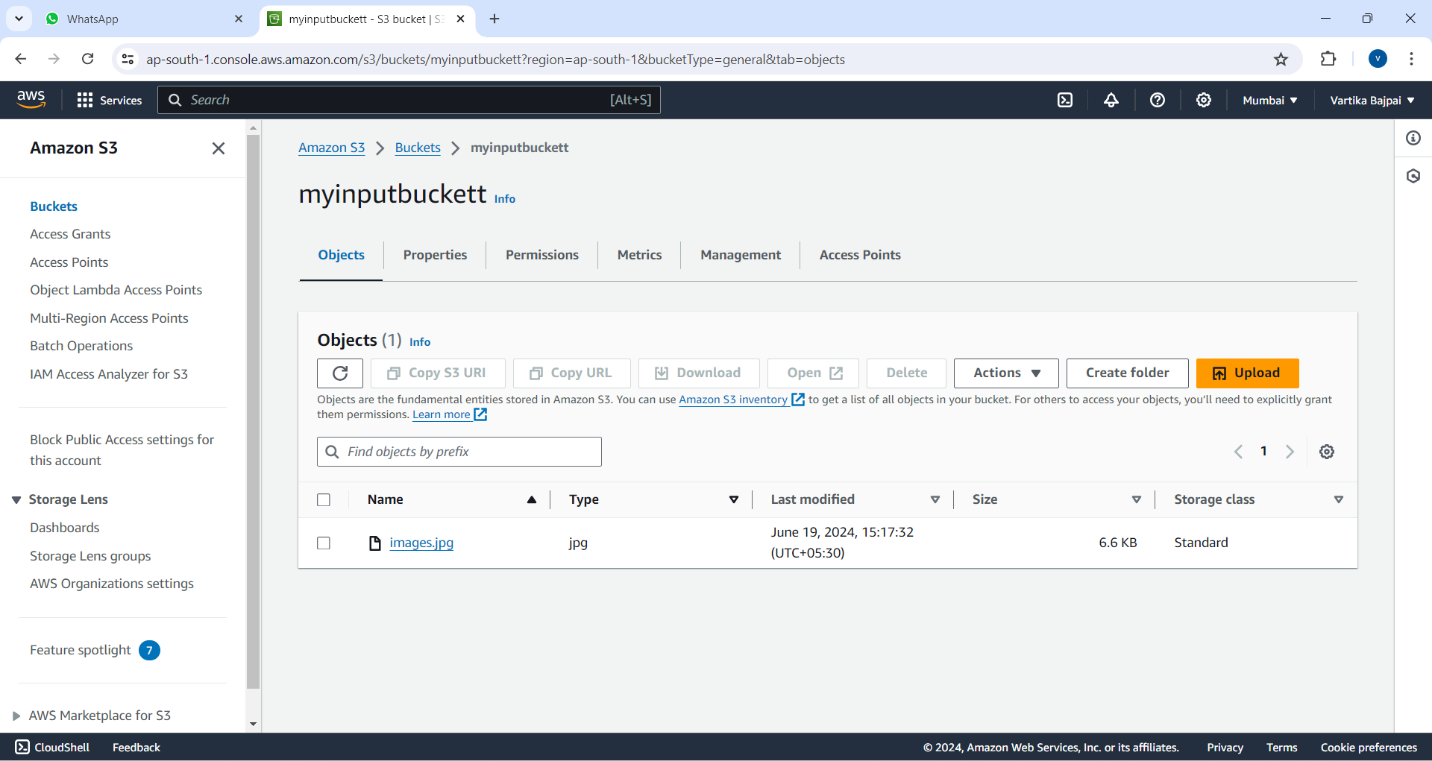 WhatsApp
myinputbuckett - S3 bucket | S3
ap-south-1.console.aws.amazon.com/s3/buckets/myinputbuckett?region=ap-south-1&bucketType=general&tab=objects
V
aws
Services
Search
[Alt+S]
Mumbai
Vartika Bajpai
Amazon S3
Buckets
Access Grants
Access Points
Object Lambda Access Points
Multi-Region Access Points
Batch Operations
IAM Access Analyzer for S3
Block Public Access settings for
this account
Storage Lens
Dashboards
Storage Lens groups
AWS Organizations settings
Feature spotlight 7
AWS Marketplace for S3
Amazon S3 > Buckets > myinputbuckett
myinputbuckett Info
Objects Properties Permissions Metrics Management Access Points
Objects (1) Info
Copy S3 URI Copy URL Download Open Delete Actions Create folder Upload
Objects are the fundamental entities stored in Amazon S3. You can use Amazon S3 inventory to get a list of all objects in your bucket. For others to access your objects, you'll need to explicitly grant
them permissions. Learn more
Find objects by prefix
1
Name Type Last modified Size Storage class
images.jpg jpg June 19, 2024, 15:17:32 6.6 KB Standard
(UTC+05:30)
CloudShell Feedback © 2024, Amazon Web Services, Inc. or its affiliates. Privacy Terms Cookie preferences